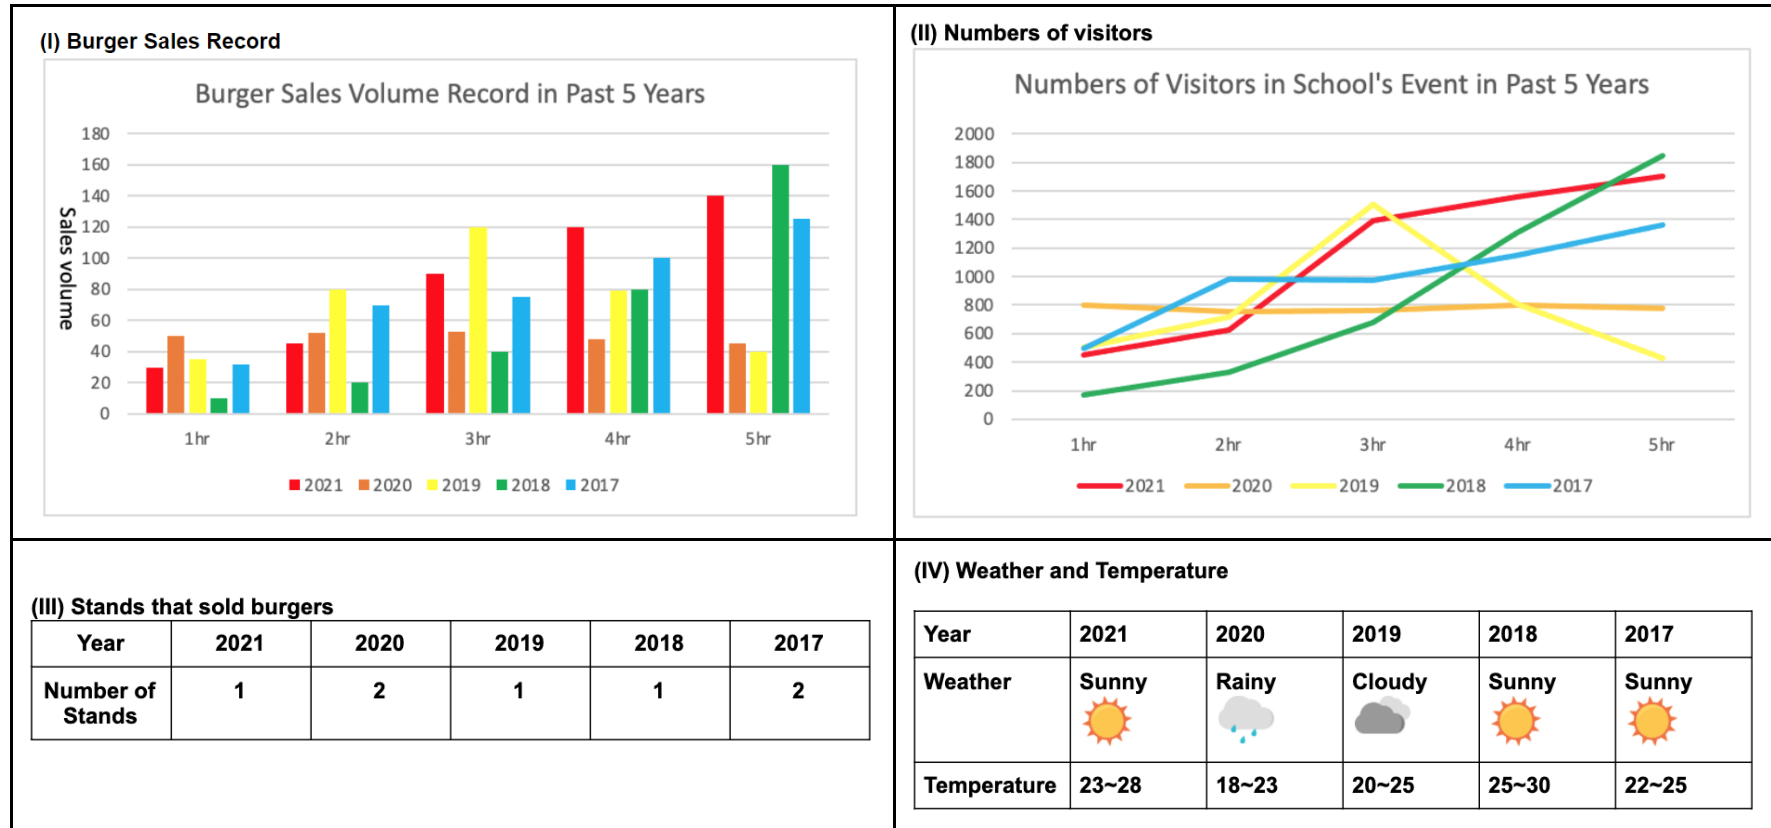 (I) Burger Sales Record
Burger Sales Volume Record in Past 5 Years
Sales volume
180
160
140
120
100
80
60
40
20
0
1hr 2hr 3hr 4hr 5hr
2021 2020 2019 2018 2017
(II) Numbers of visitors
Numbers of Visitors in School's Event in Past 5 Years
2000
1800
1600
1400
1200
1000
800
600
400
200
0
1hr 2hr 3hr 4hr 5hr
2021 2020 2019 2018 2017
(III) Stands that sold burgers
Year 2021 2020 2019 2018 2017
Number of Stands 1 2 1 1 2
(IV) Weather and Temperature
Year 2021 2020 2019 2018 2017
Weather Sunny Rainy Cloudy Sunny Sunny
Temperature 23~28 18~23 20~25 25~30 22~25